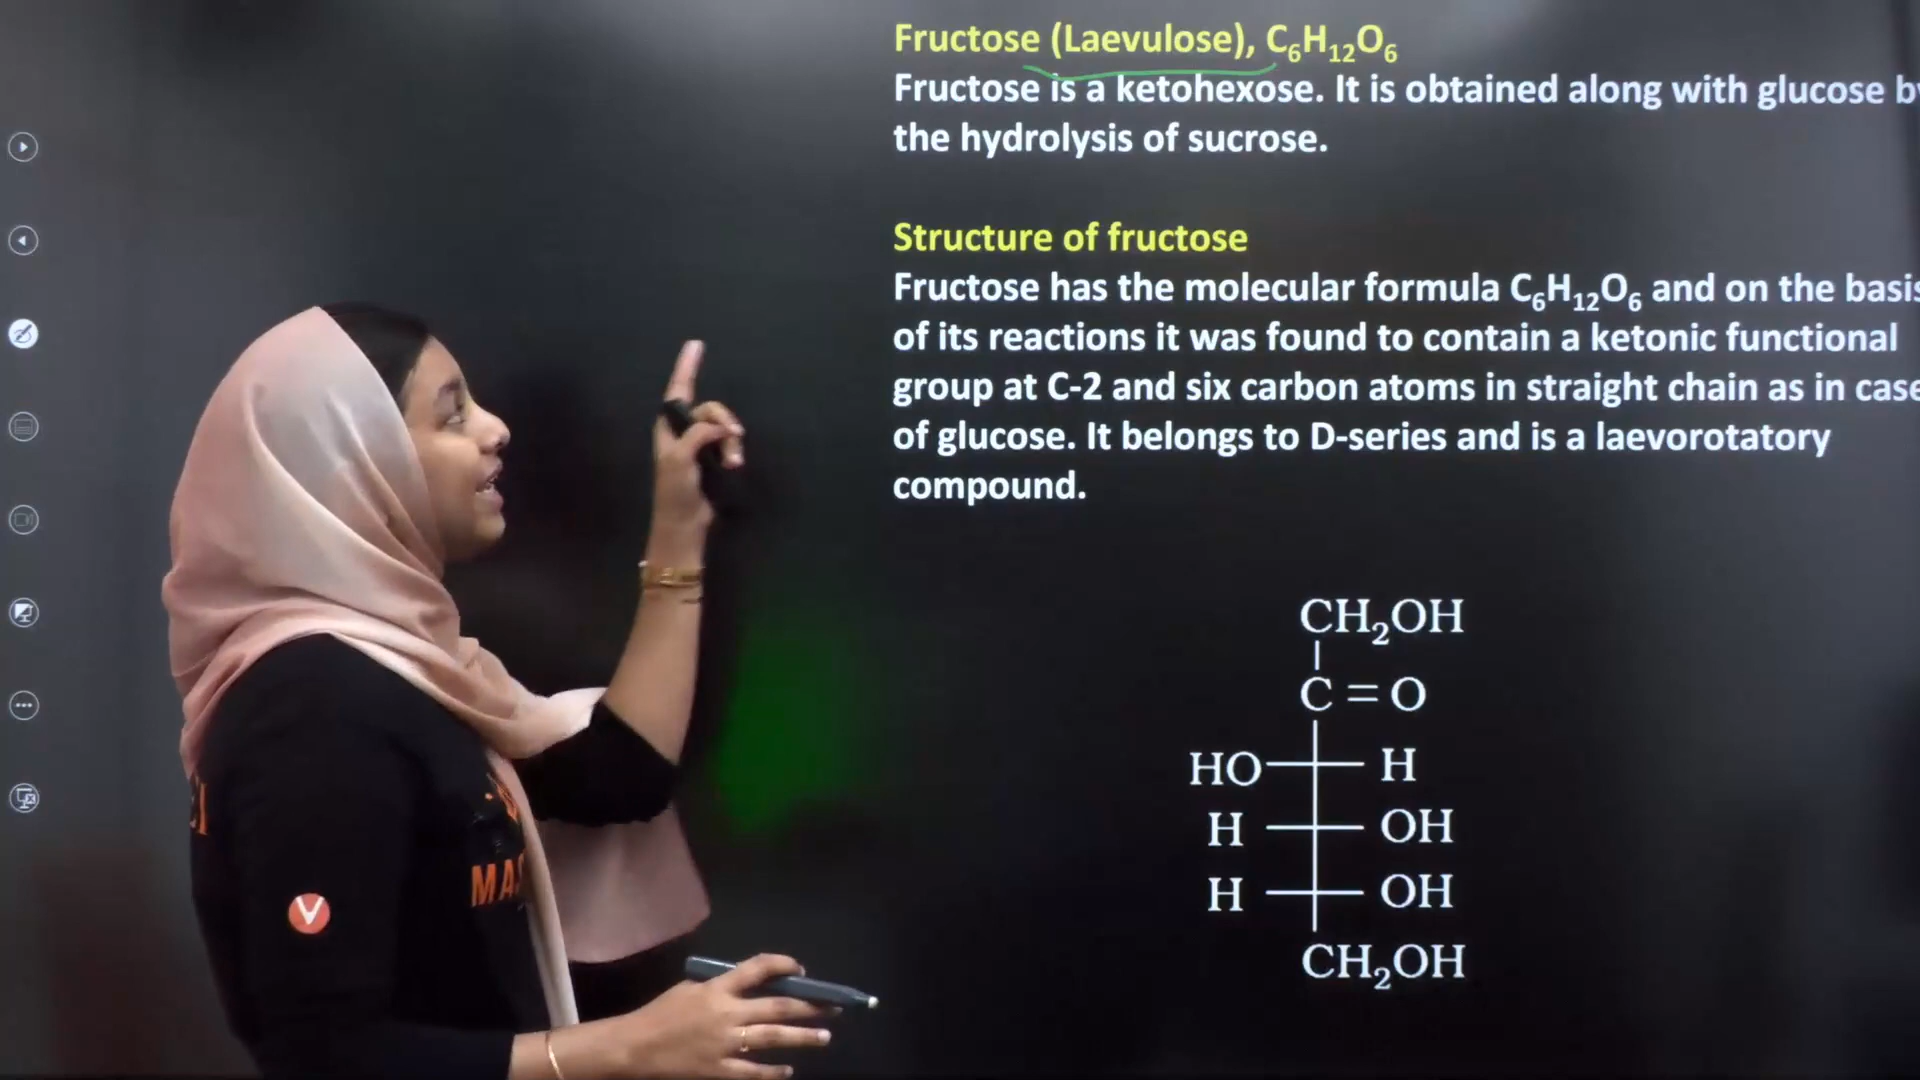 Fructose (Laevulose), C₆H₁₂O₆
Fructose is a ketohexose. It is obtained along with glucose by
the hydrolysis of sucrose.
Structure of fructose
Fructose has the molecular formula C₆H₁₂O₆ and on the basis
of its reactions it was found to contain a ketonic functional
group at C-2 and six carbon atoms in straight chain as in case
of glucose. It belongs to D-series and is a laevorotatory
compound.
CH₂OH
C=O
HO H
H OH
H OH
CH₂OH
V